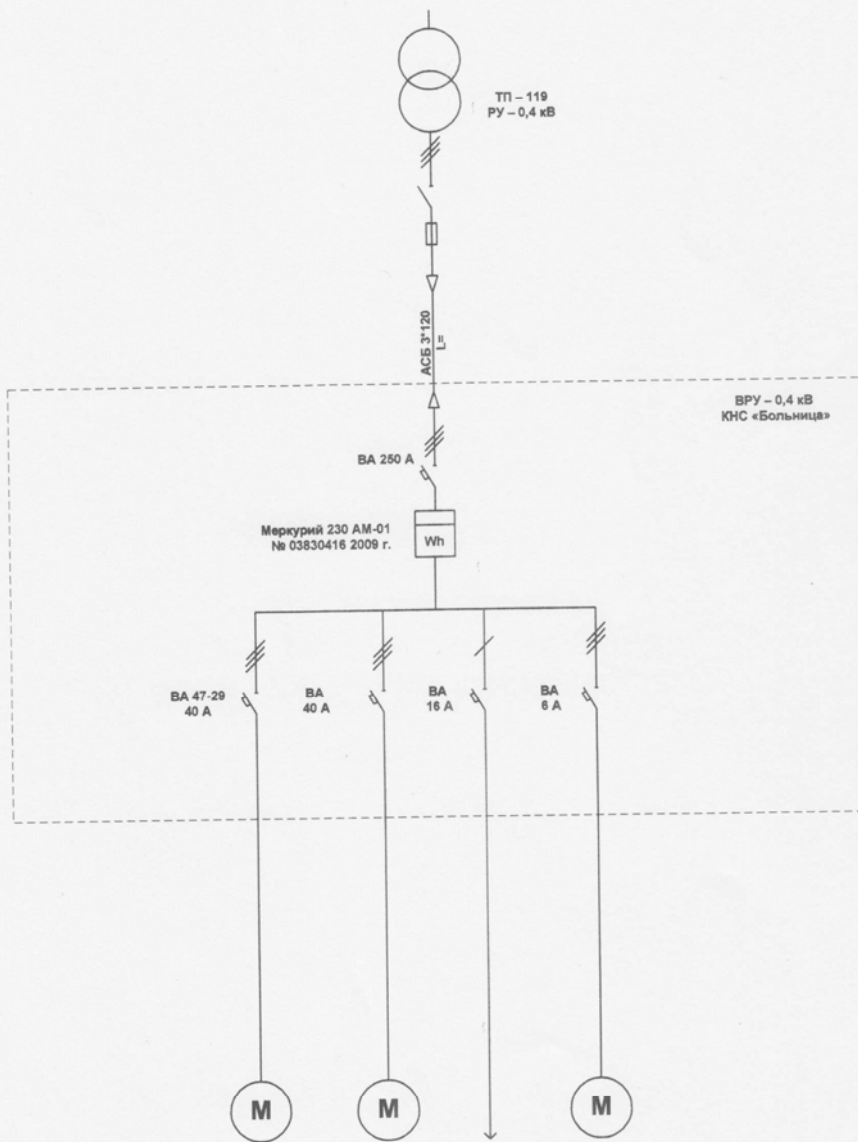 ТП – 119
РУ – 0,4 кВ
АСБ 3*120
L=
ВРУ – 0,4 кВ
КНС «Больница»
ВА 250 А
Меркурий 230 АМ-01
№ 03830416 2009 г.
Wh
ВА 47-29
40 А
ВА
40 А
ВА
16 А
ВА
6 А
М
М
М